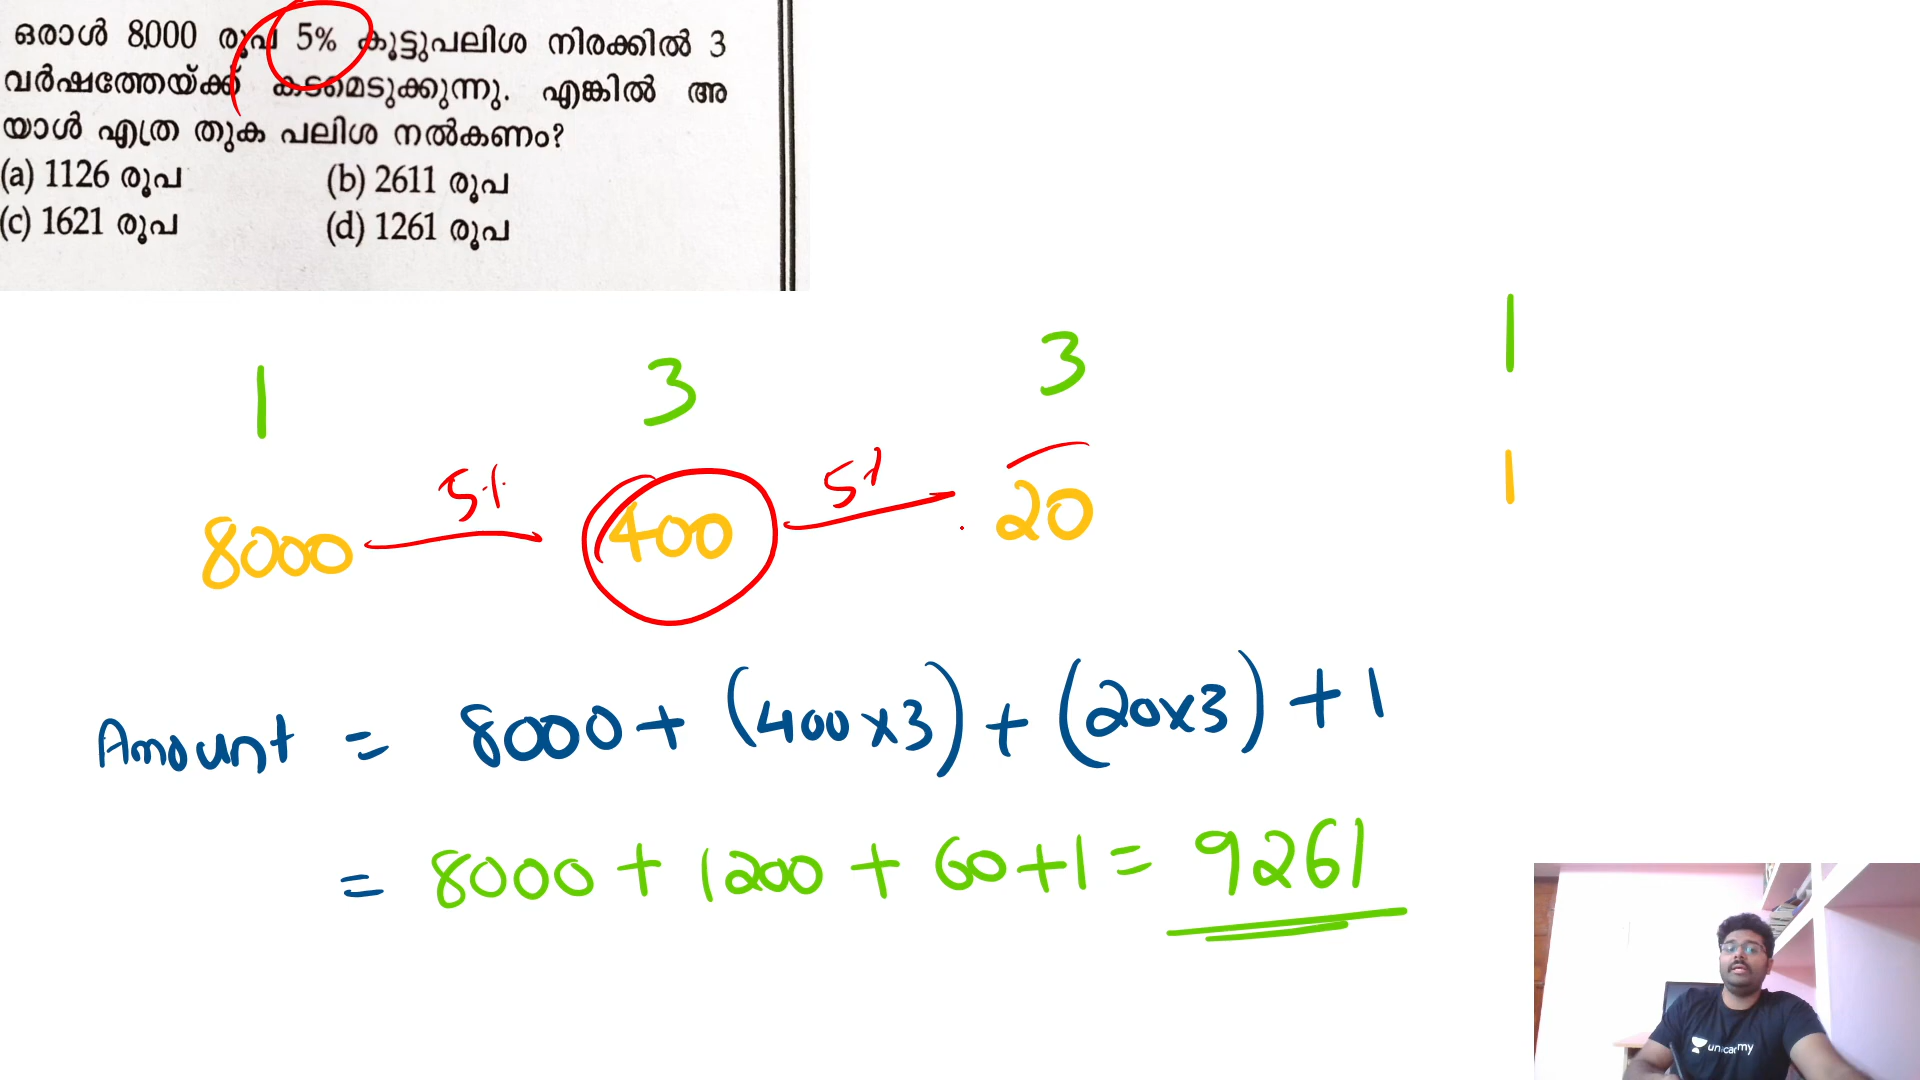 ഒരാൾ 8000 രൂപ 5% കൂട്ടുപലിശ നിരക്കിൽ 3
വർഷത്തേയ്ക്ക് കടമെടുക്കുന്നു. എങ്കിൽ അ
യാൾ എത്ര തുക പലിശ നൽകണം?
(a) 1126 രൂപ (b) 2611 രൂപ
(c) 1621 രൂപ (d) 1261 രൂപ
1 3 3 1
8000 5% 400 5% 20 1
Amount = 8000 + (400 x 3) + (20x3) + 1
= 8000 + 1200 + 60 + 1 = 9261
unacademy